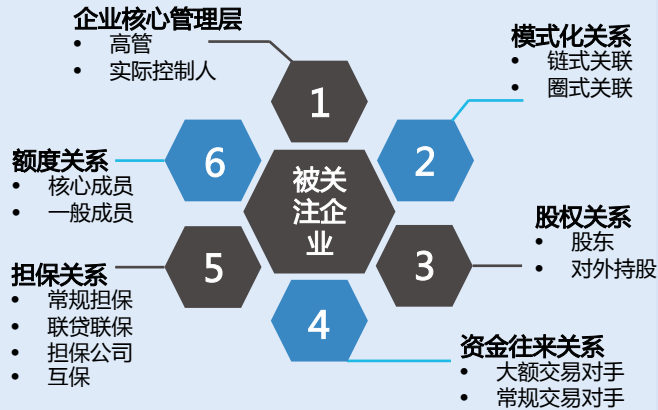 企业核心管理层
• 高管
• 实际控制人
1
模式化关系
• 链式关联
• 圈式关联
2
额度关系
• 核心成员
• 一般成员
6
被关
注企
业
股权关系
• 股东
• 对外持股
3
担保关系
• 常规担保
• 联贷联保
• 担保公司
• 互保
5
4
资金往来关系
• 大额交易对手
• 常规交易对手